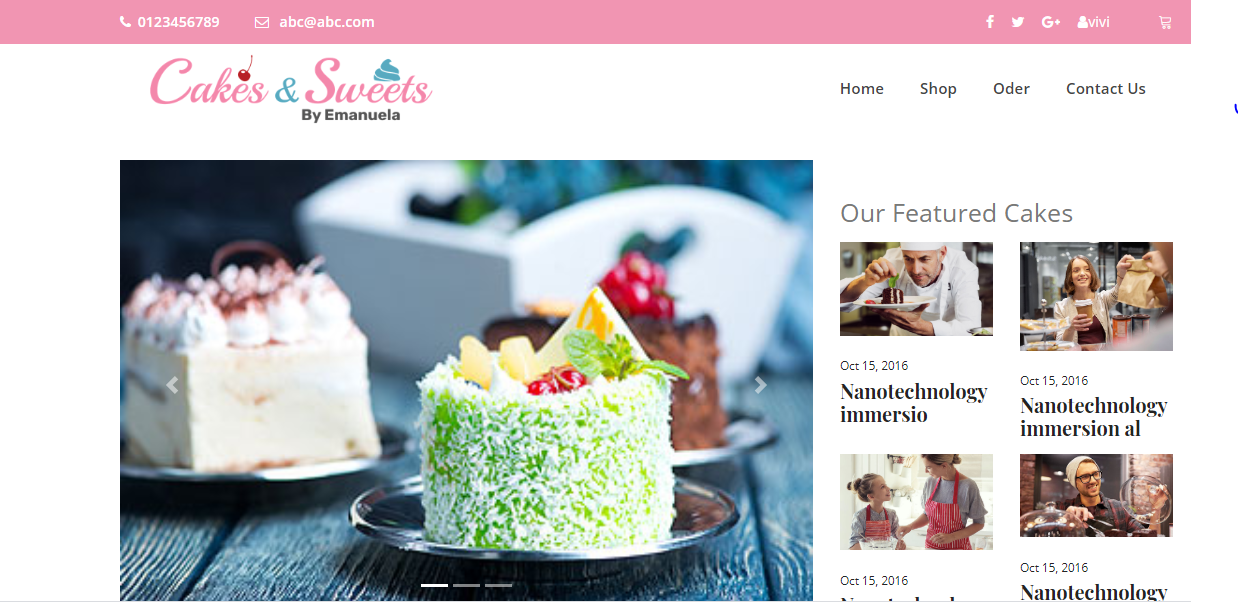 0123456789
abc@abc.com
vivi
Cakes & Sweets
By Emanuela
Home
Shop
Oder
Contact Us
Our Featured Cakes
Oct 15, 2016
Nanotechnology
immersio
Oct 15, 2016
Nanotechnology
immersion al
Oct 15, 2016
Oct 15, 2016
Nanotechnology